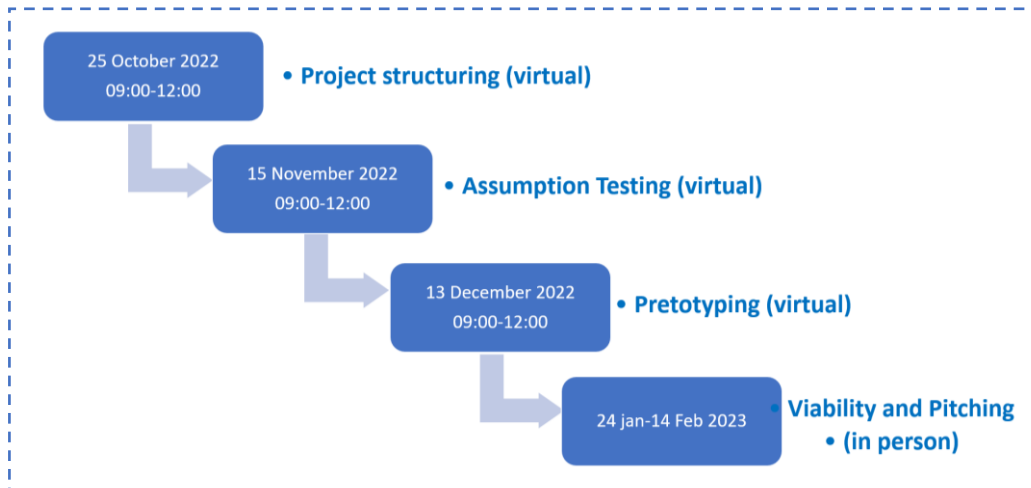 25 October 2022
09:00-12:00
• Project structuring (virtual)
15 November 2022
09:00-12:00
• Assumption Testing (virtual)
13 December 2022
09:00-12:00
• Pretotyping (virtual)
24 jan-14 Feb 2023
• Viability and Pitching
• (in person)